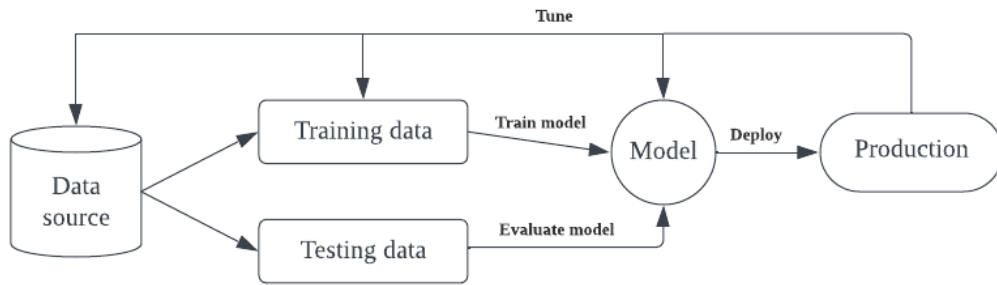 Tune
Training data
Train model
Data
source
Model
Deploy
Production
Testing data
Evaluate model